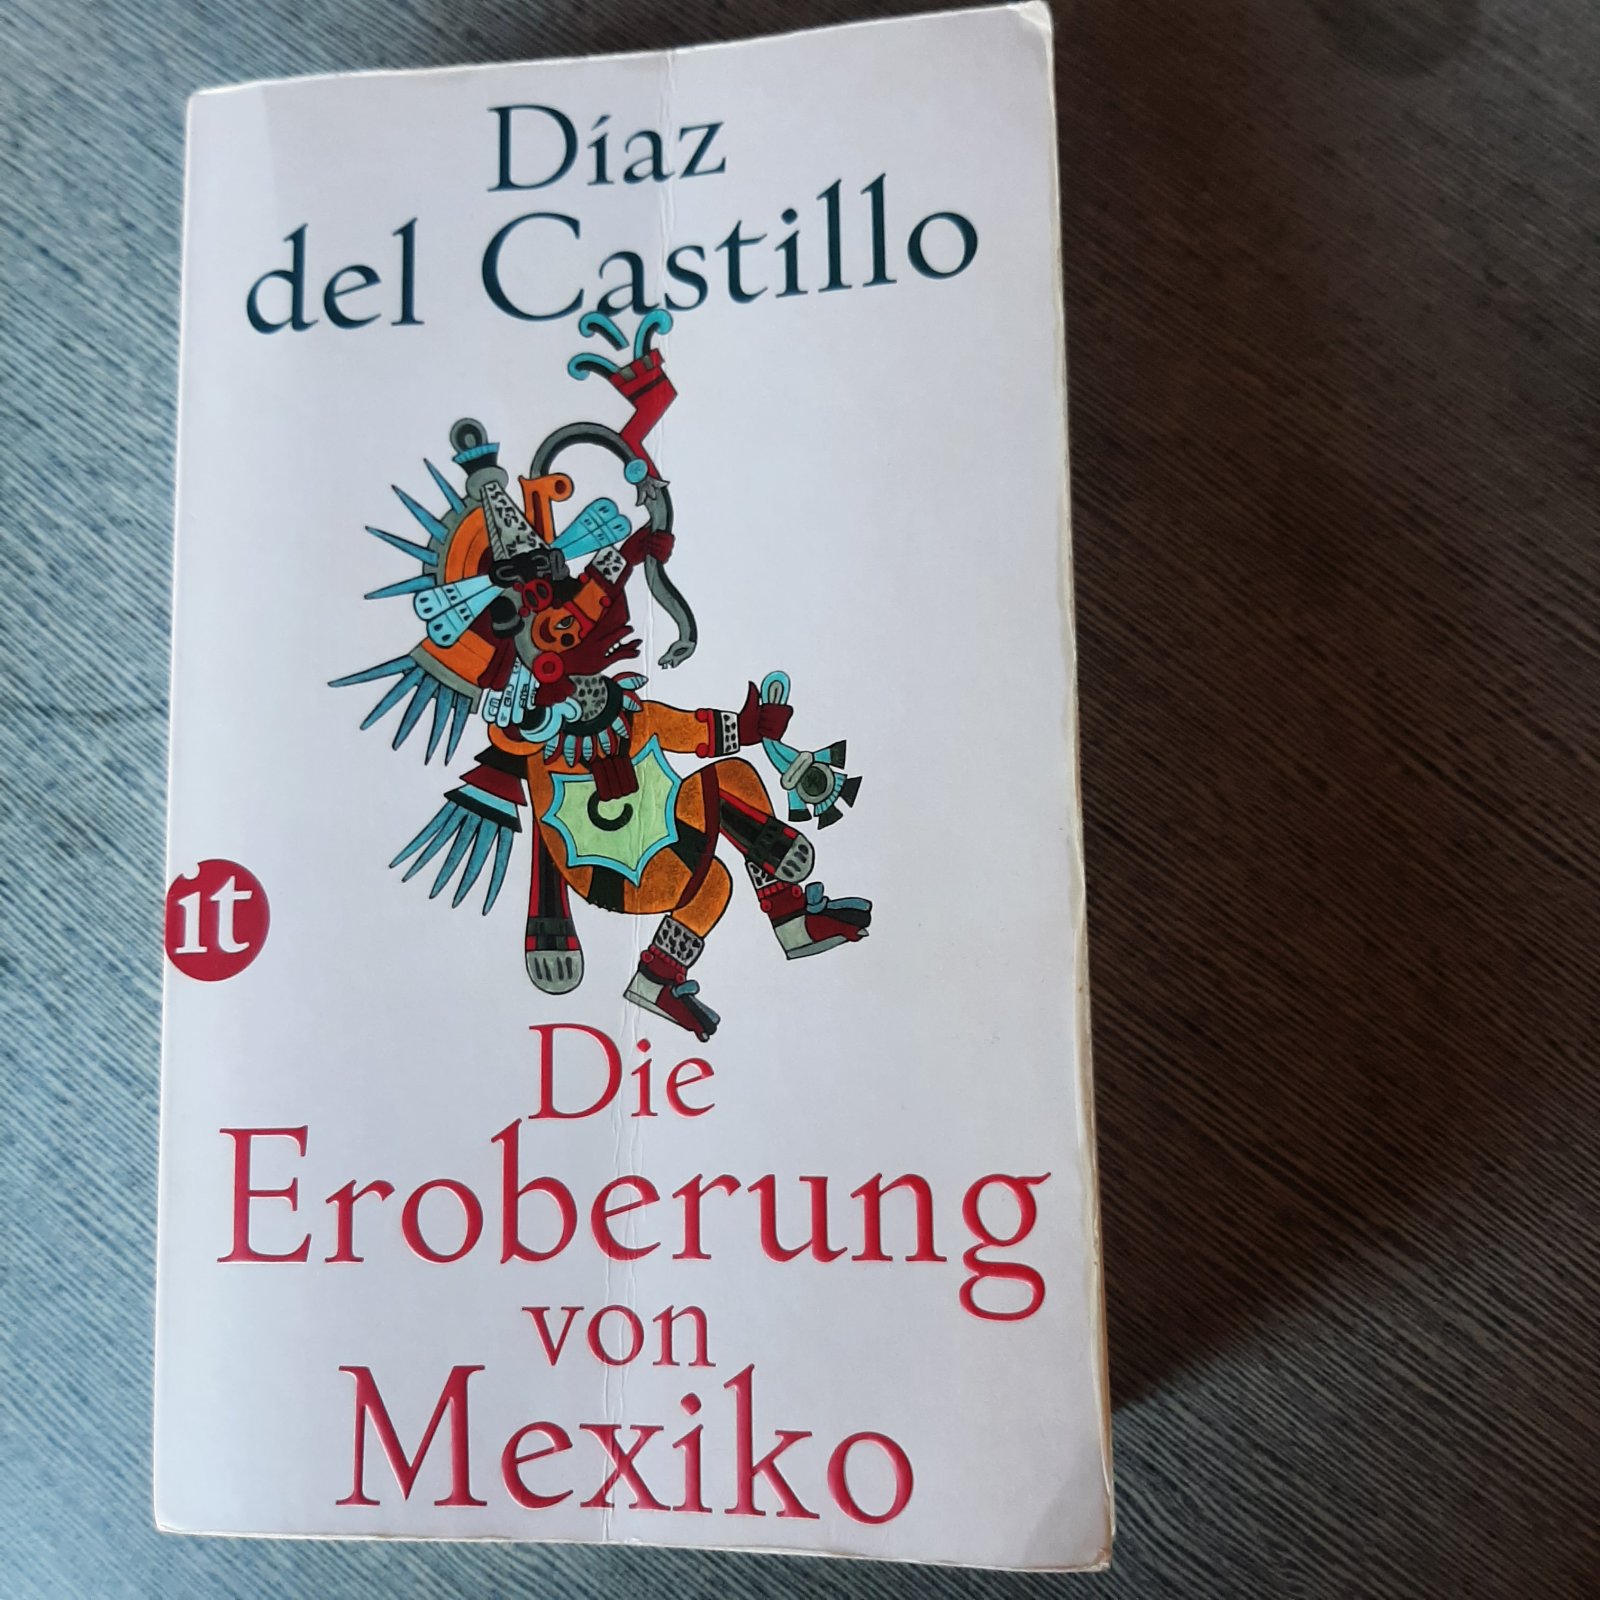 Díaz
del Castillo
it
Die
Eroberung
von
Mexiko